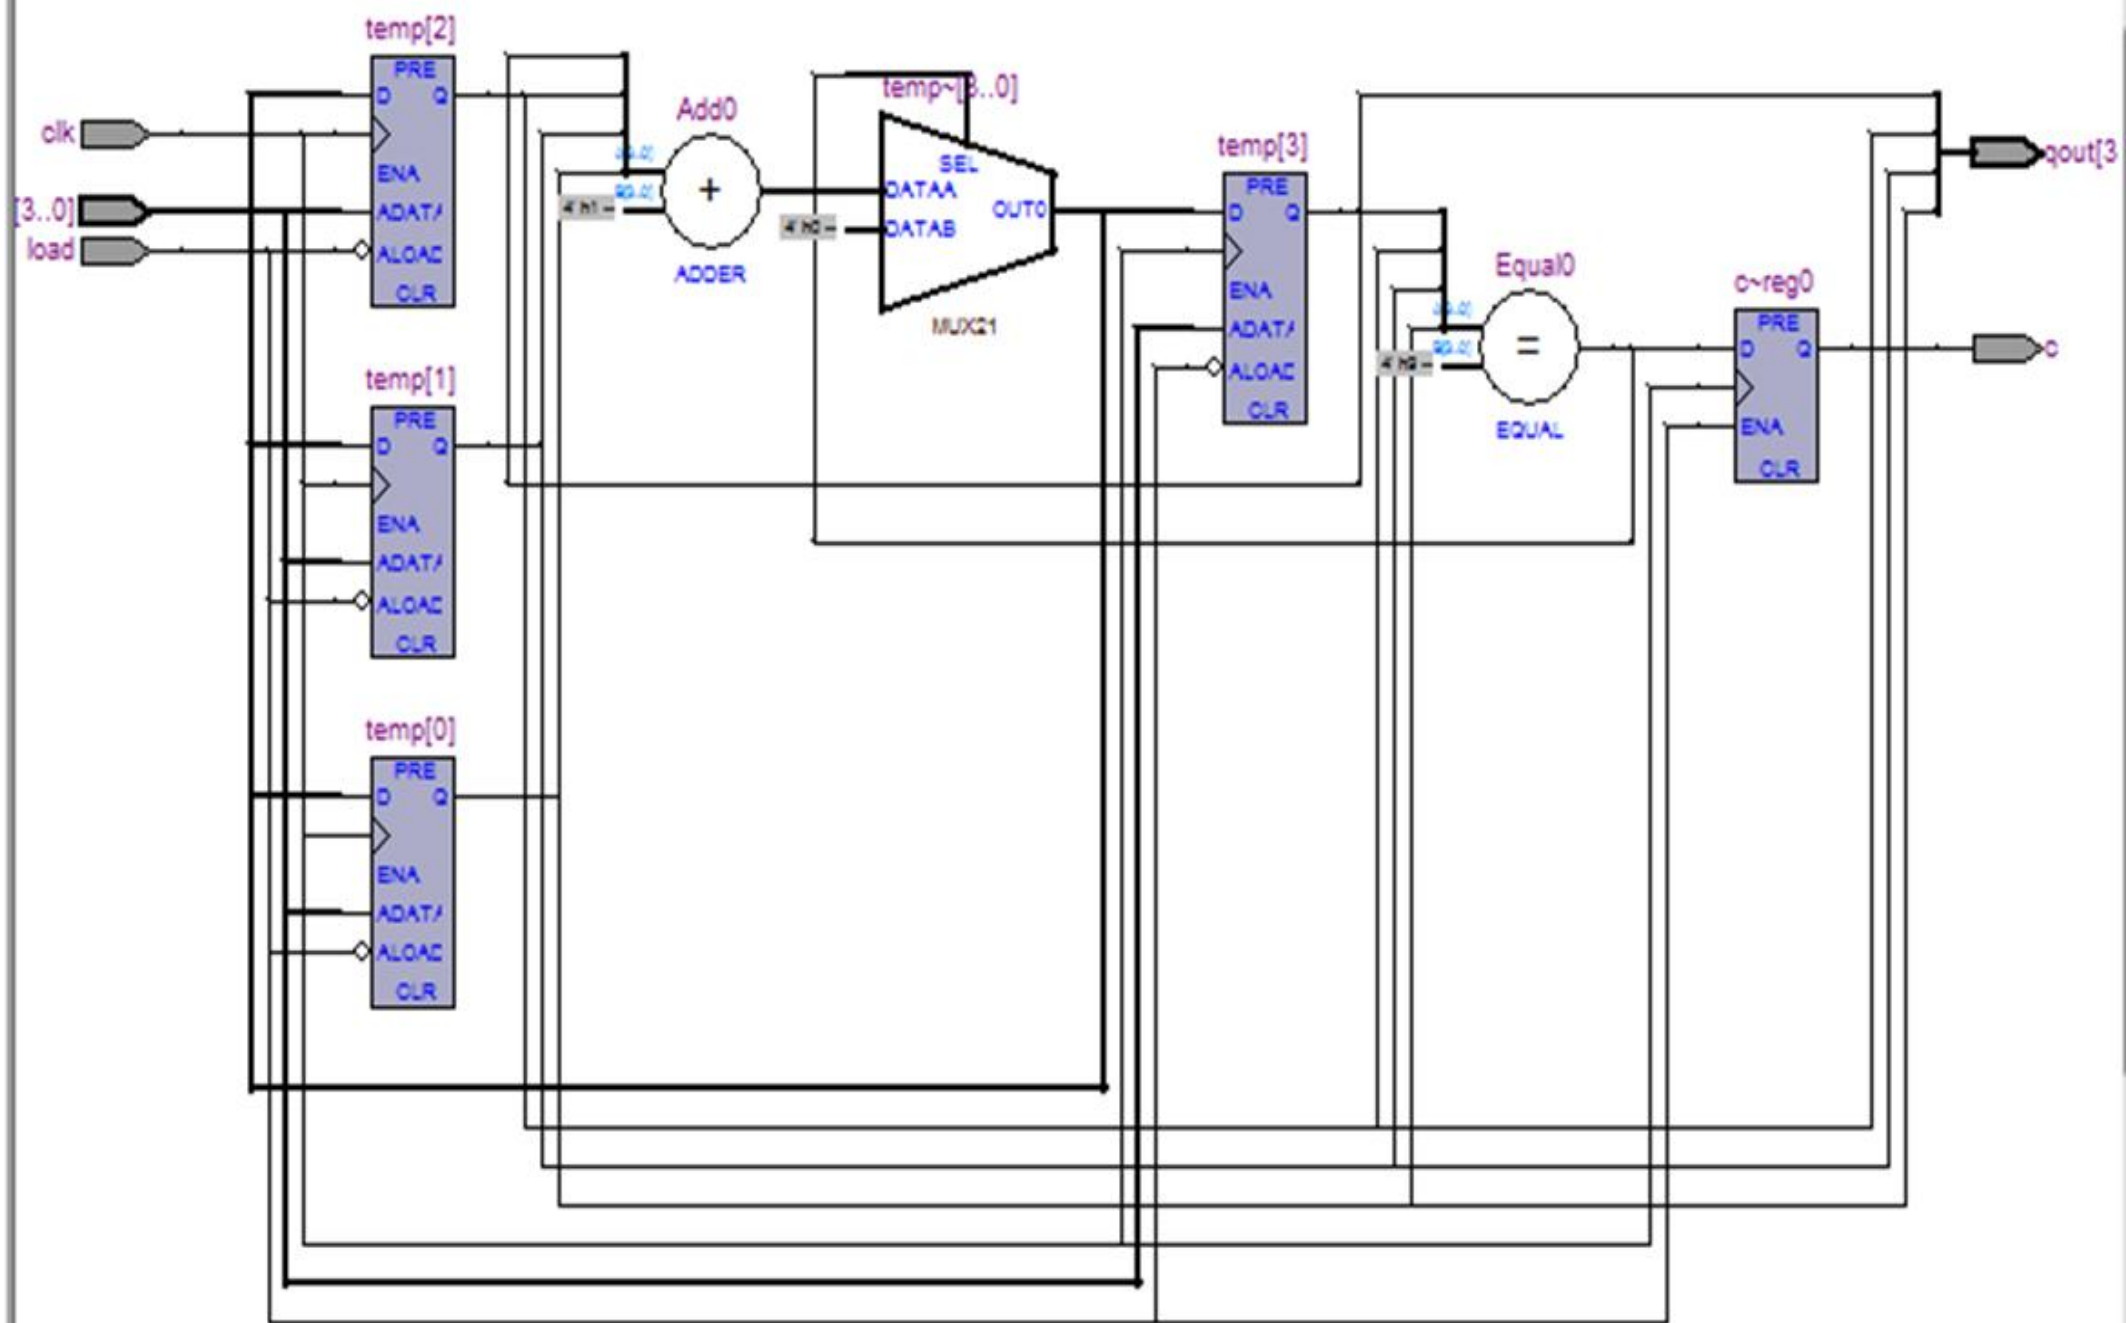 temp[2]
PRE
D Q
ENA
ADATA
ALOAD
CLR
clk
[3..0]
load
Add0
+
ADDER
4' h1 --
temp~[3..0]
SEL
DATAA
DATAB
OUT0
MUX21
temp[3]
PRE
D Q
ENA
ADATA
ALOAD
CLR
Equal0
=
EQUAL
c~reg0
PRE
D Q
ENA
CLR
qout[3
c
temp[1]
PRE
D Q
ENA
ADATA
ALOAD
CLR
temp[0]
PRE
D Q
ENA
ADATA
ALOAD
CLR